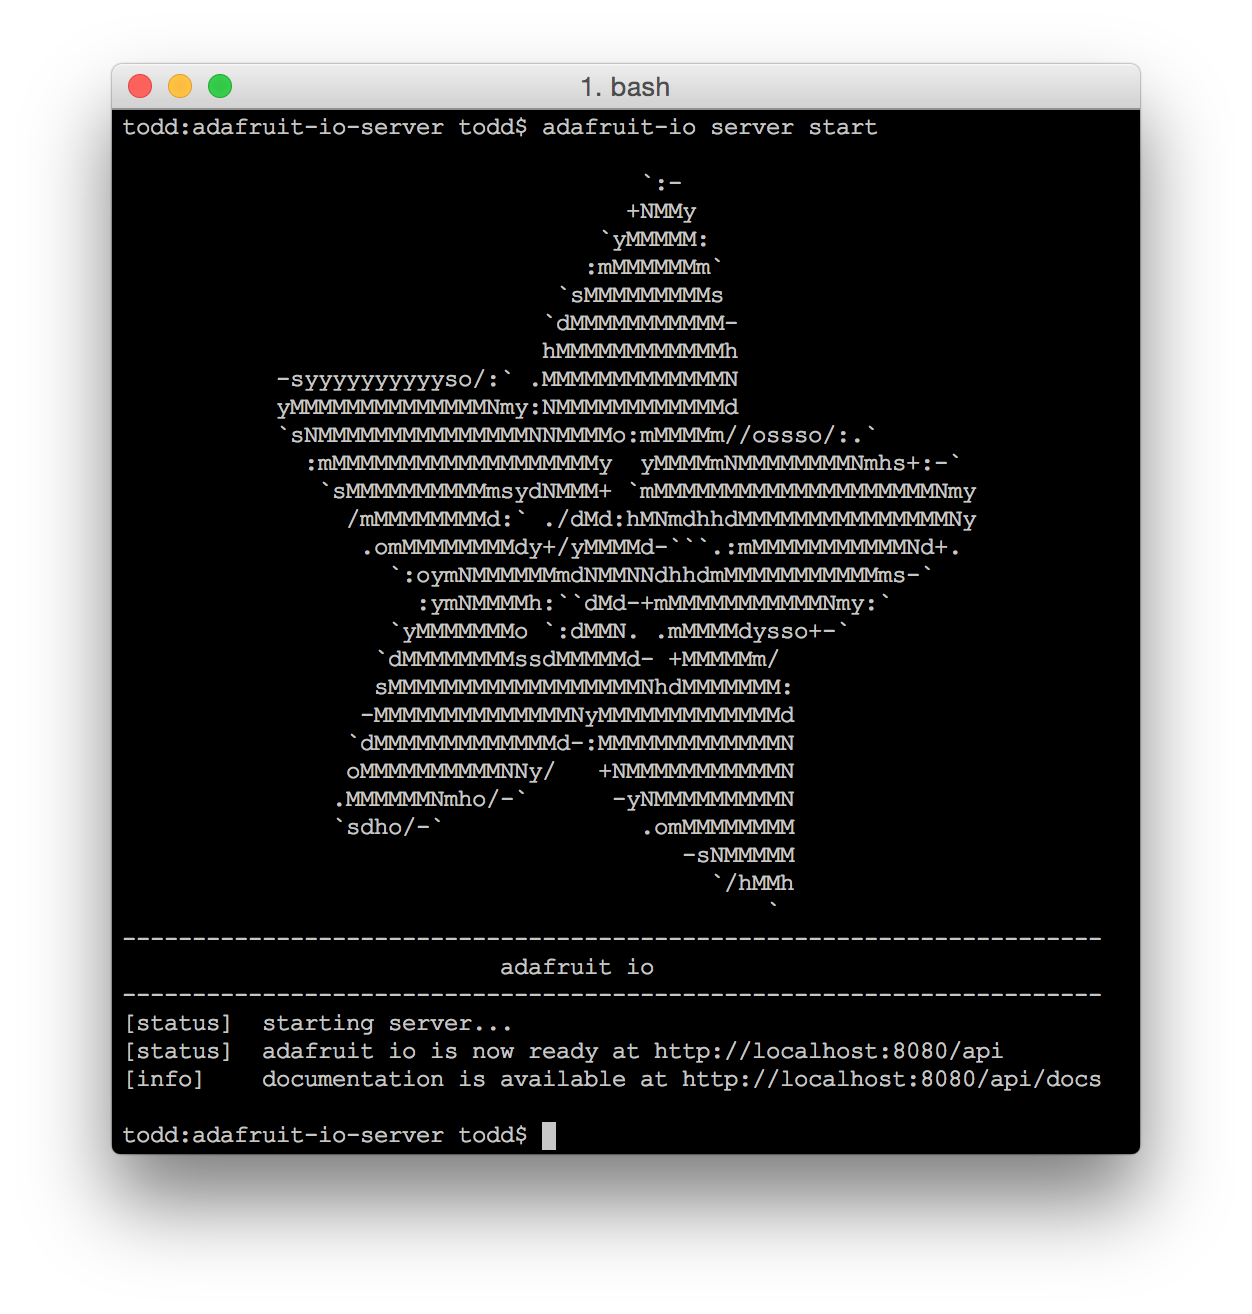 1. bash
todd:adafruit-io-server todd$ adafruit-io server start
`:-
+NMMy
`yMMMMM:
:mMMMMMMm`
`sMMMMMMMMMs
`dMMMMMMMMMMM-
hMMMMMMMMMMMMh
-syyyyyyyyyyso/:` .MMMMMMMMMMMMMN
yMMMMMMMMMMMMMMNmy:NMMMMMMMMMMMMd
`sNMMMMMMMMMMMMMMMNNMMMMo:mMMMMm//ossso/:.`
:mMMMMMMMMMMMMMMMMMMMy  yMMMMmNMMMMMMMMNmhs+:-`
`sMMMMMMMMMMmsydNMMM+ `mMMMMMMMMMMMMMMMMMMMMNmy
/mMMMMMMMMd:` ./dMd:hMNmdhhdMMMMMMMMMMMMMMMNy
.omMMMMMMMMdy+/yMMMMd-```.:mMMMMMMMMMMMNd+.
`:oymNMMMMMMmdNMMNNdhhdmMMMMMMMMMMMms-`
:ymNMMMMh:``dMd-+mMMMMMMMMMMMNmy:`
`yMMMMMMMo `:dMMN. .mMMMMdysso+-`
`dMMMMMMMMssdMMMMMd- +MMMMMm/
sMMMMMMMMMMMMMMMMMMNhdMMMMMMM:
-MMMMMMMMMMMMMMNyMMMMMMMMMMMMMd
`dMMMMMMMMMMMMMd-:MMMMMMMMMMMMMN
oMMMMMMMMMMNNy/   +NMMMMMMMMMMMN
.MMMMMMNmho/-`      -yNMMMMMMMMMN
`sdho/-`              .omMMMMMMMM
-sNMMMMM
`/hMMh
`
----------------------------------------------------------------------
adafruit io
----------------------------------------------------------------------
[status]  starting server...
[status]  adafruit io is now ready at http://localhost:8080/api
[info]    documentation is available at http://localhost:8080/api/docs
todd:adafruit-io-server todd$